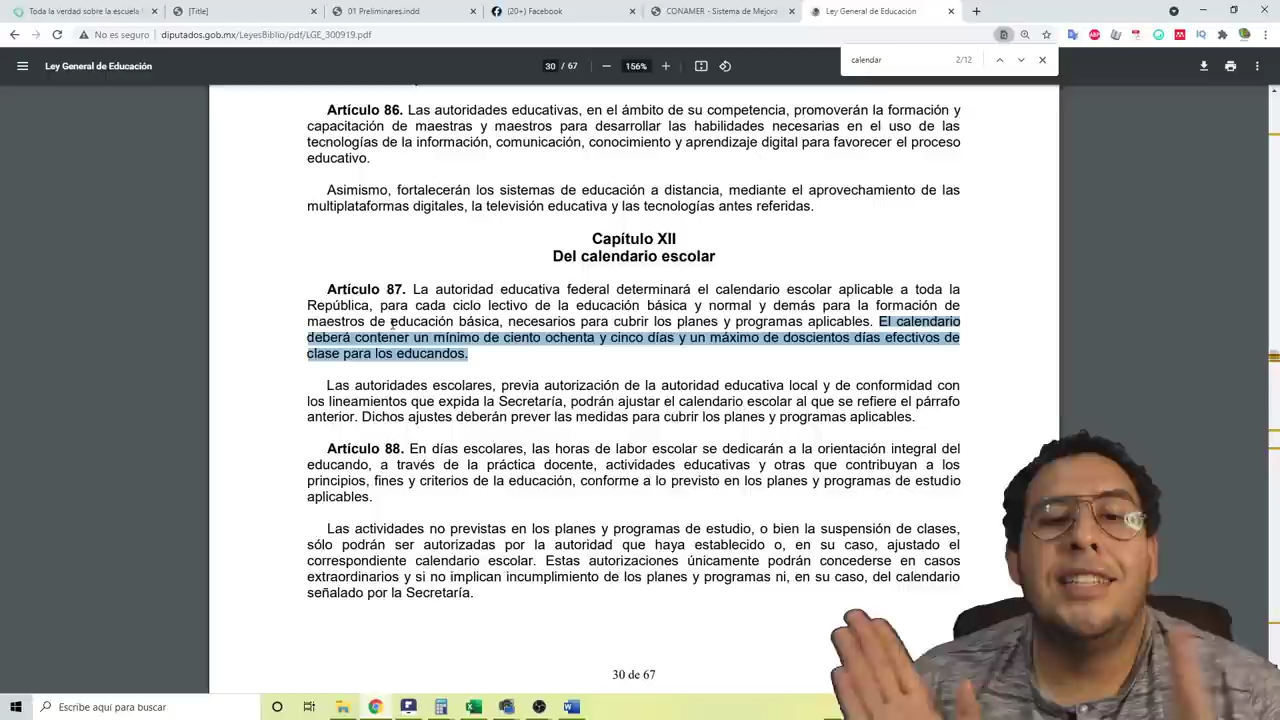 Toda la verdad sobre la escuela
[Title]
01 Preliminares.indd
(20+) Facebook
CONAMER - Sistema de Mejora
Ley General de Educación
No es seguro
diputados.gob.mx/LeyesBiblio/pdf/LGE_300919.pdf
calendar
2/12
Ley General de Educación
30 / 67
156%
Artículo 86. Las autoridades educativas, en el ámbito de su competencia, promoverán la formación y
capacitación de maestras y maestros para desarrollar las habilidades necesarias en el uso de las
tecnologías de la información, comunicación, conocimiento y aprendizaje digital para favorecer el proceso
educativo.
Asimismo, fortalecerán los sistemas de educación a distancia, mediante el aprovechamiento de las
multiplataformas digitales, la televisión educativa y las tecnologías antes referidas.
Capítulo XII
Del calendario escolar
Artículo 87. La autoridad educativa federal determinará el calendario escolar aplicable a toda la
República, para cada ciclo lectivo de la educación básica y normal y demás para la formación de
maestros de educación básica, necesarios para cubrir los planes y programas aplicables. El calendario
deberá contener un mínimo de ciento ochenta y cinco días y un máximo de doscientos días efectivos de
clase para los educandos.
Las autoridades escolares, previa autorización de la autoridad educativa local y de conformidad con
los lineamientos que expida la Secretaría, podrán ajustar el calendario escolar al que se refiere el párrafo
anterior. Dichos ajustes deberán prever las medidas para cubrir los planes y programas aplicables.
Artículo 88. En días escolares, las horas de labor escolar se dedicarán a la orientación integral del
educando, a través de la práctica docente, actividades educativas y otras que contribuyan a los
principios, fines y criterios de la educación, conforme a lo previsto en los planes y programas de estudio
aplicables.
Las actividades no previstas en los planes y programas de estudio, o bien la suspensión de clases,
sólo podrán ser autorizadas por la autoridad que haya establecido o, en su caso, ajustado el
correspondiente calendario escolar. Estas autorizaciones únicamente podrán concederse en casos
extraordinarios y si no implican incumplimiento de los planes y programas ni, en su caso, del calendario
señalado por la Secretaría.
30 de 67
Escribe aquí para buscar